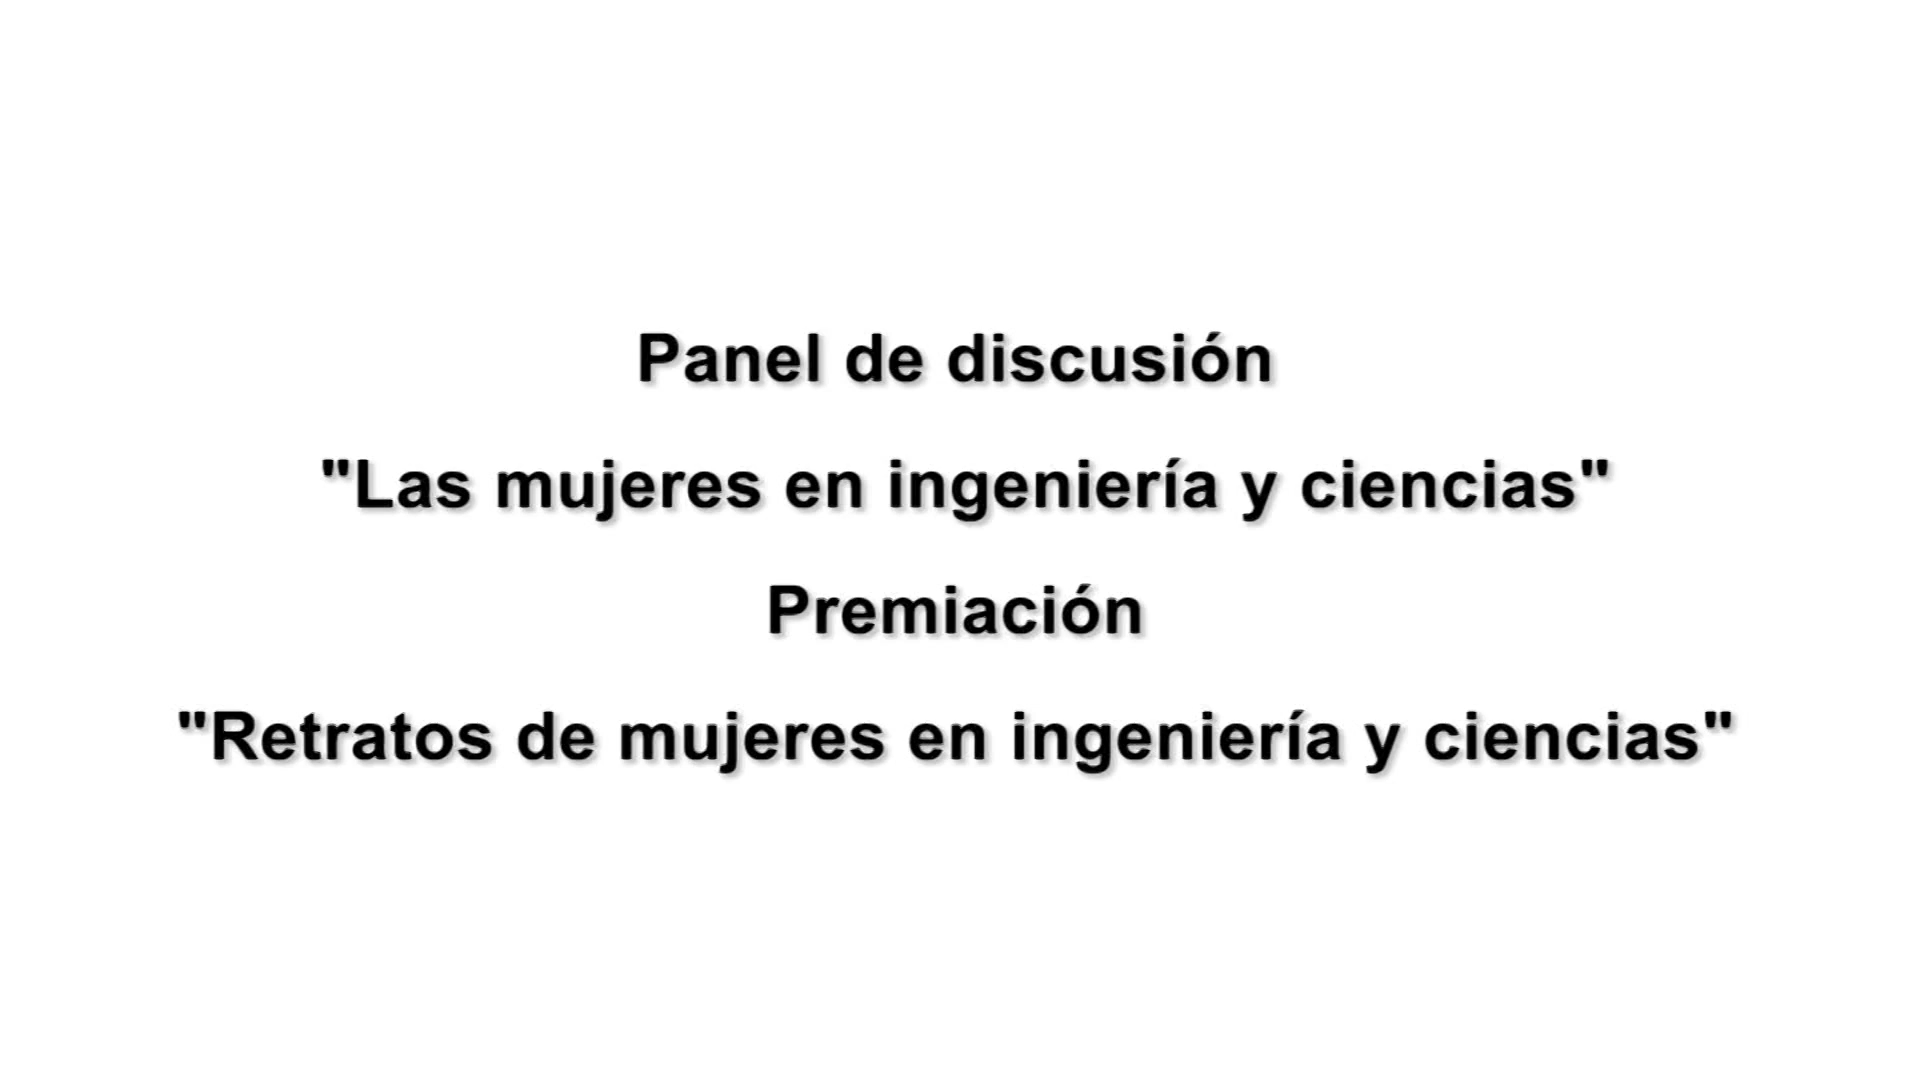 Panel de discusión
"Las mujeres en ingeniería y ciencias"
Premiación
"Retratos de mujeres en ingeniería y ciencias"